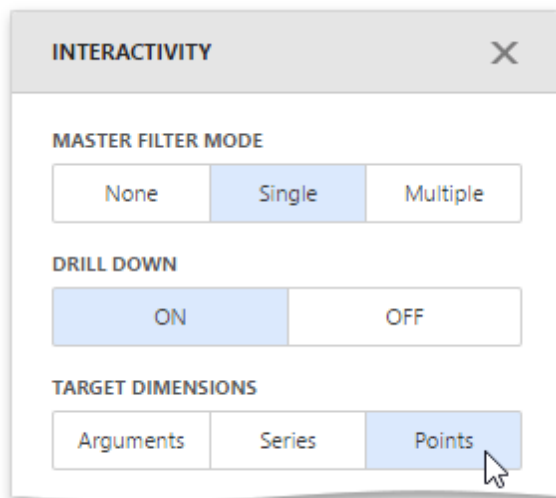 INTERACTIVITY
MASTER FILTER MODE
None Single Multiple
DRILL DOWN
ON OFF
TARGET DIMENSIONS
Arguments Series Points